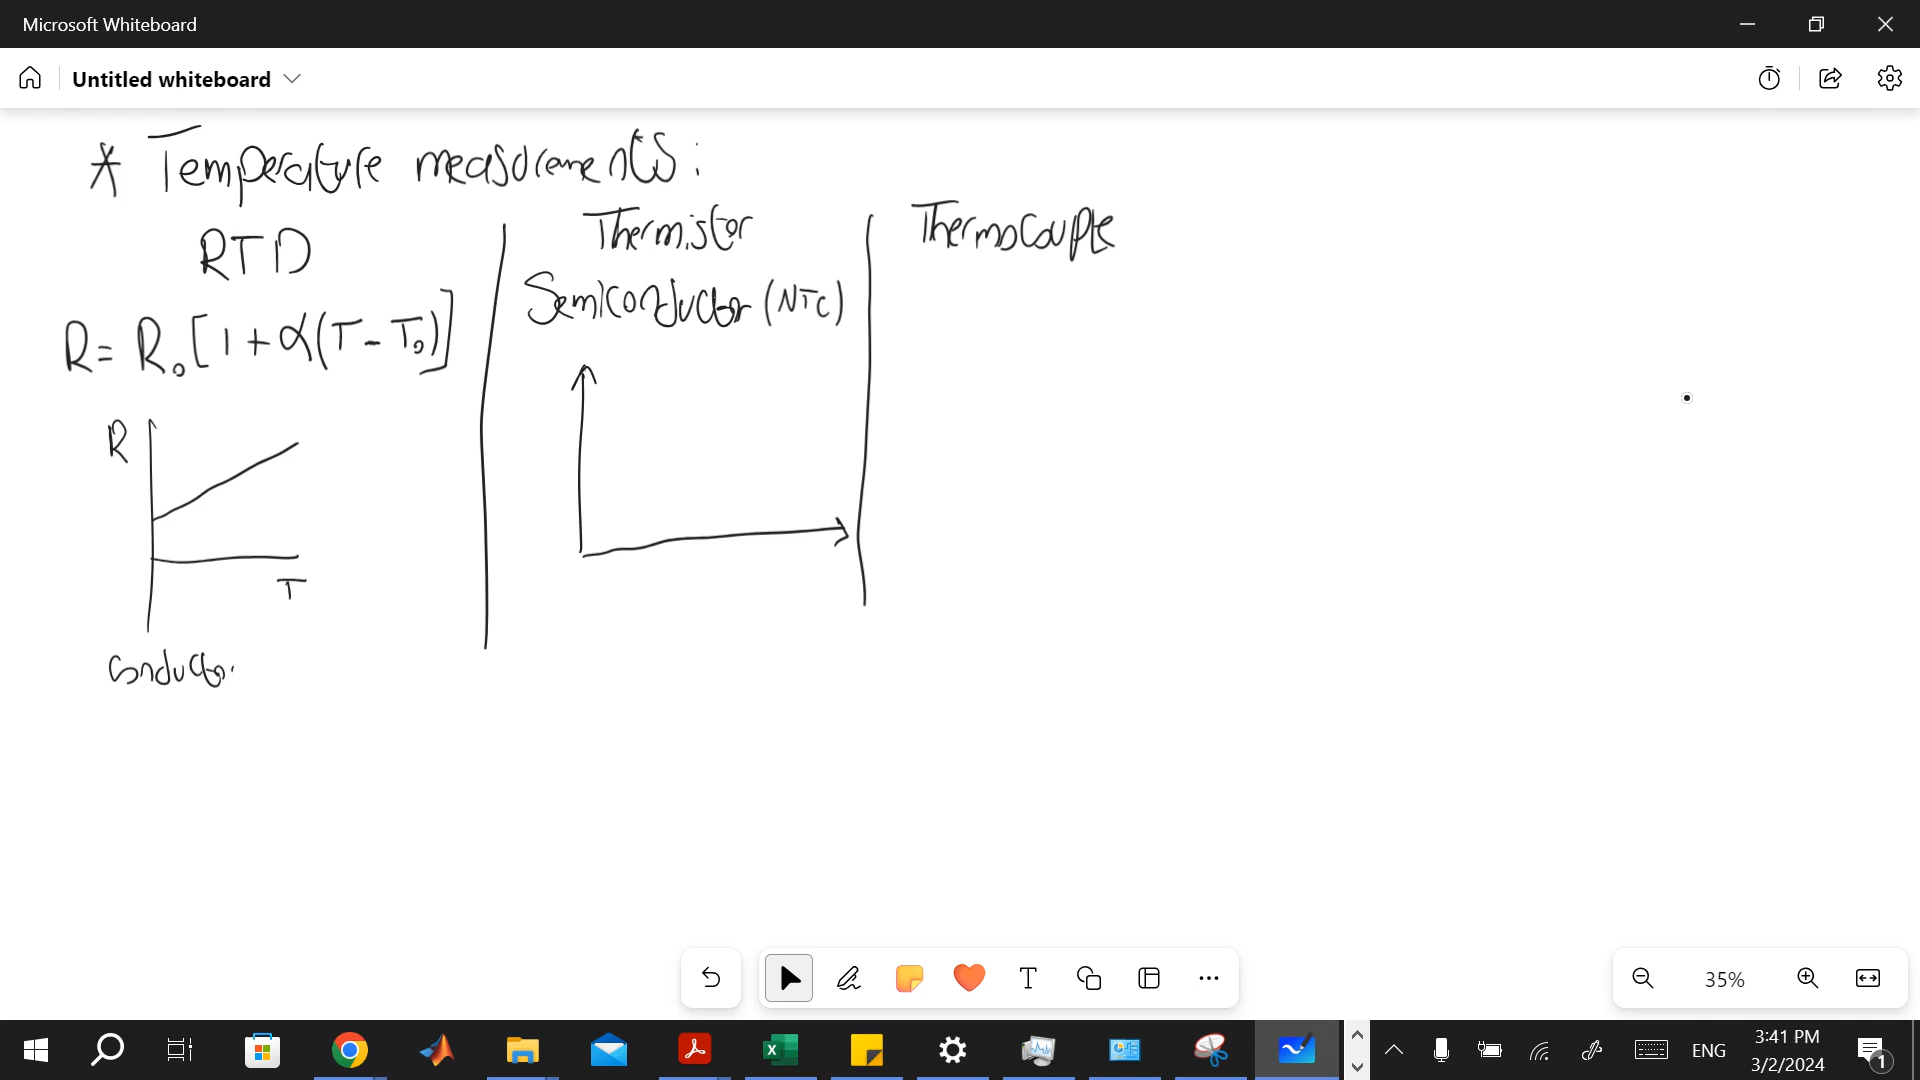 Microsoft Whiteboard
Untitled whiteboard
* Temperature measurements:
RTD
R = R₀ [1 + α(T - T₀)]
R
T
Conductor
Thermistor
Semiconductor (NTC)
Thermocouple
T
35%
ENG
3:41 PM
3/2/2024
1